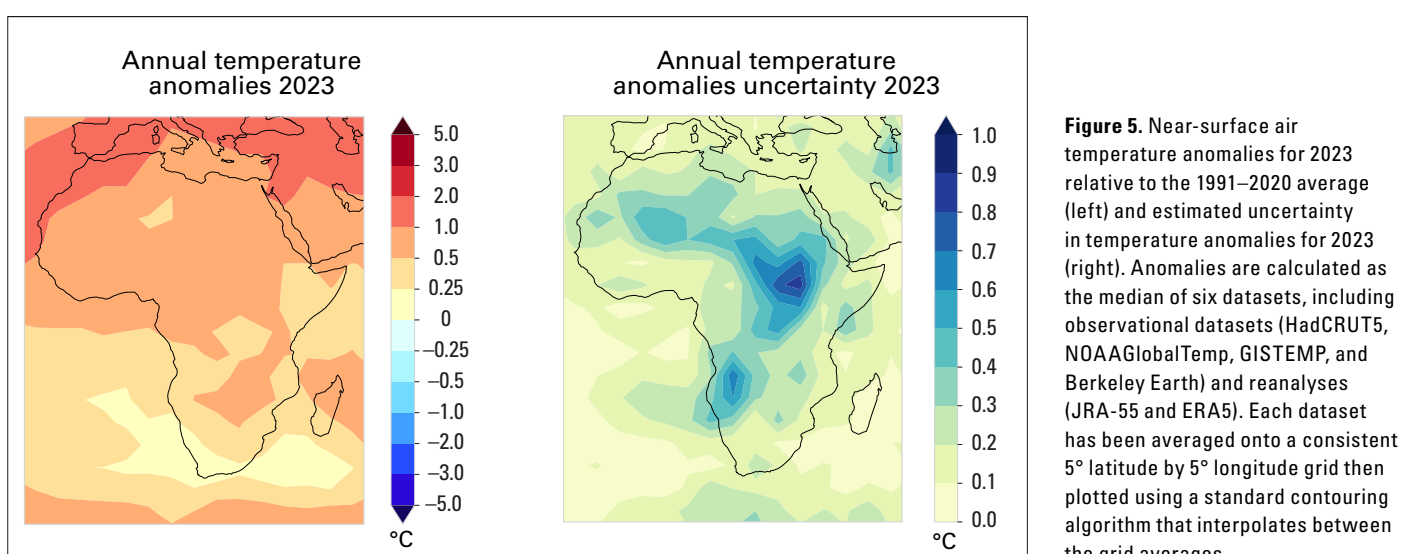 Annual temperature
anomalies 2023
5.0
3.0
2.0
1.0
0.5
0.25
0
–0.25
–0.5
–1.0
–2.0
–3.0
–5.0
°C
Annual temperature
anomalies uncertainty 2023
1.0
0.9
0.8
0.7
0.6
0.5
0.4
0.3
0.2
0.1
0.0
°C
Figure 5. Near-surface air
temperature anomalies for 2023
relative to the 1991–2020 average
(left) and estimated uncertainty
in temperature anomalies for 2023
(right). Anomalies are calculated as
the median of six datasets, including
observational datasets (HadCRUT5,
NOAAGlobalTemp, GISTEMP, and
Berkeley Earth) and reanalyses
(JRA-55 and ERA5). Each dataset
has been averaged onto a consistent
5° latitude by 5° longitude grid then
plotted using a standard contouring
algorithm that interpolates between
the grid averages